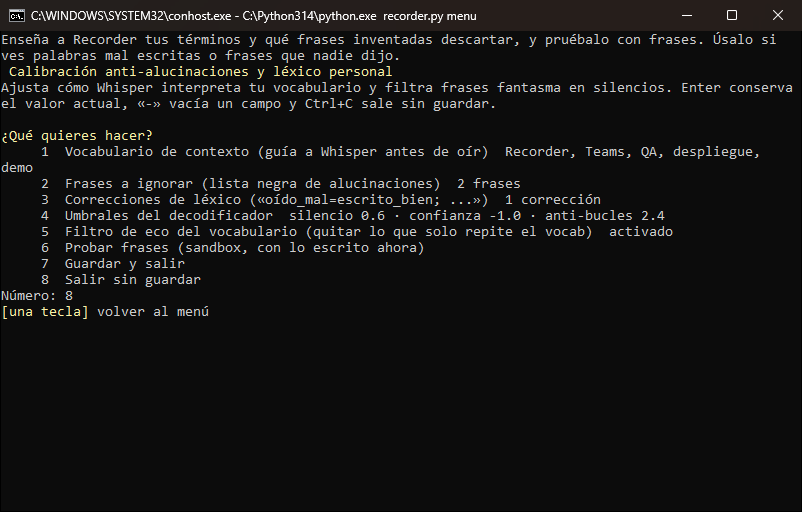 C:\WINDOWS\SYSTEM32\conhost.exe - C:\Python314\python.exe  recorder.py menu
Enseña a Recorder tus términos y qué frases inventadas descartar, y pruébalo con frases. Úsalo si
ves palabras mal escritas o frases que nadie dijo.
Calibración anti-alucinaciones y léxico personal
Ajusta cómo Whisper interpreta tu vocabulario y filtra frases fantasma en silencios. Enter conserva
el valor actual, «-» vacía un campo y Ctrl+C sale sin guardar.
¿Qué quieres hacer?
1  Vocabulario de contexto (guía a Whisper antes de oír)  Recorder, Teams, QA, despliegue,
demo
2  Frases a ignorar (lista negra de alucinaciones)  2 frases
3  Correcciones de léxico («oído_mal=escrito_bien; ...»)  1 corrección
4  Umbrales del decodificador  silencio 0.6 · confianza -1.0 · anti-bucles 2.4
5  Filtro de eco del vocabulario (quitar lo que solo repite el vocab)  activado
6  Probar frases (sandbox, con lo escrito ahora)
7  Guardar y salir
8  Salir sin guardar
Número: 8
[una tecla] volver al menú